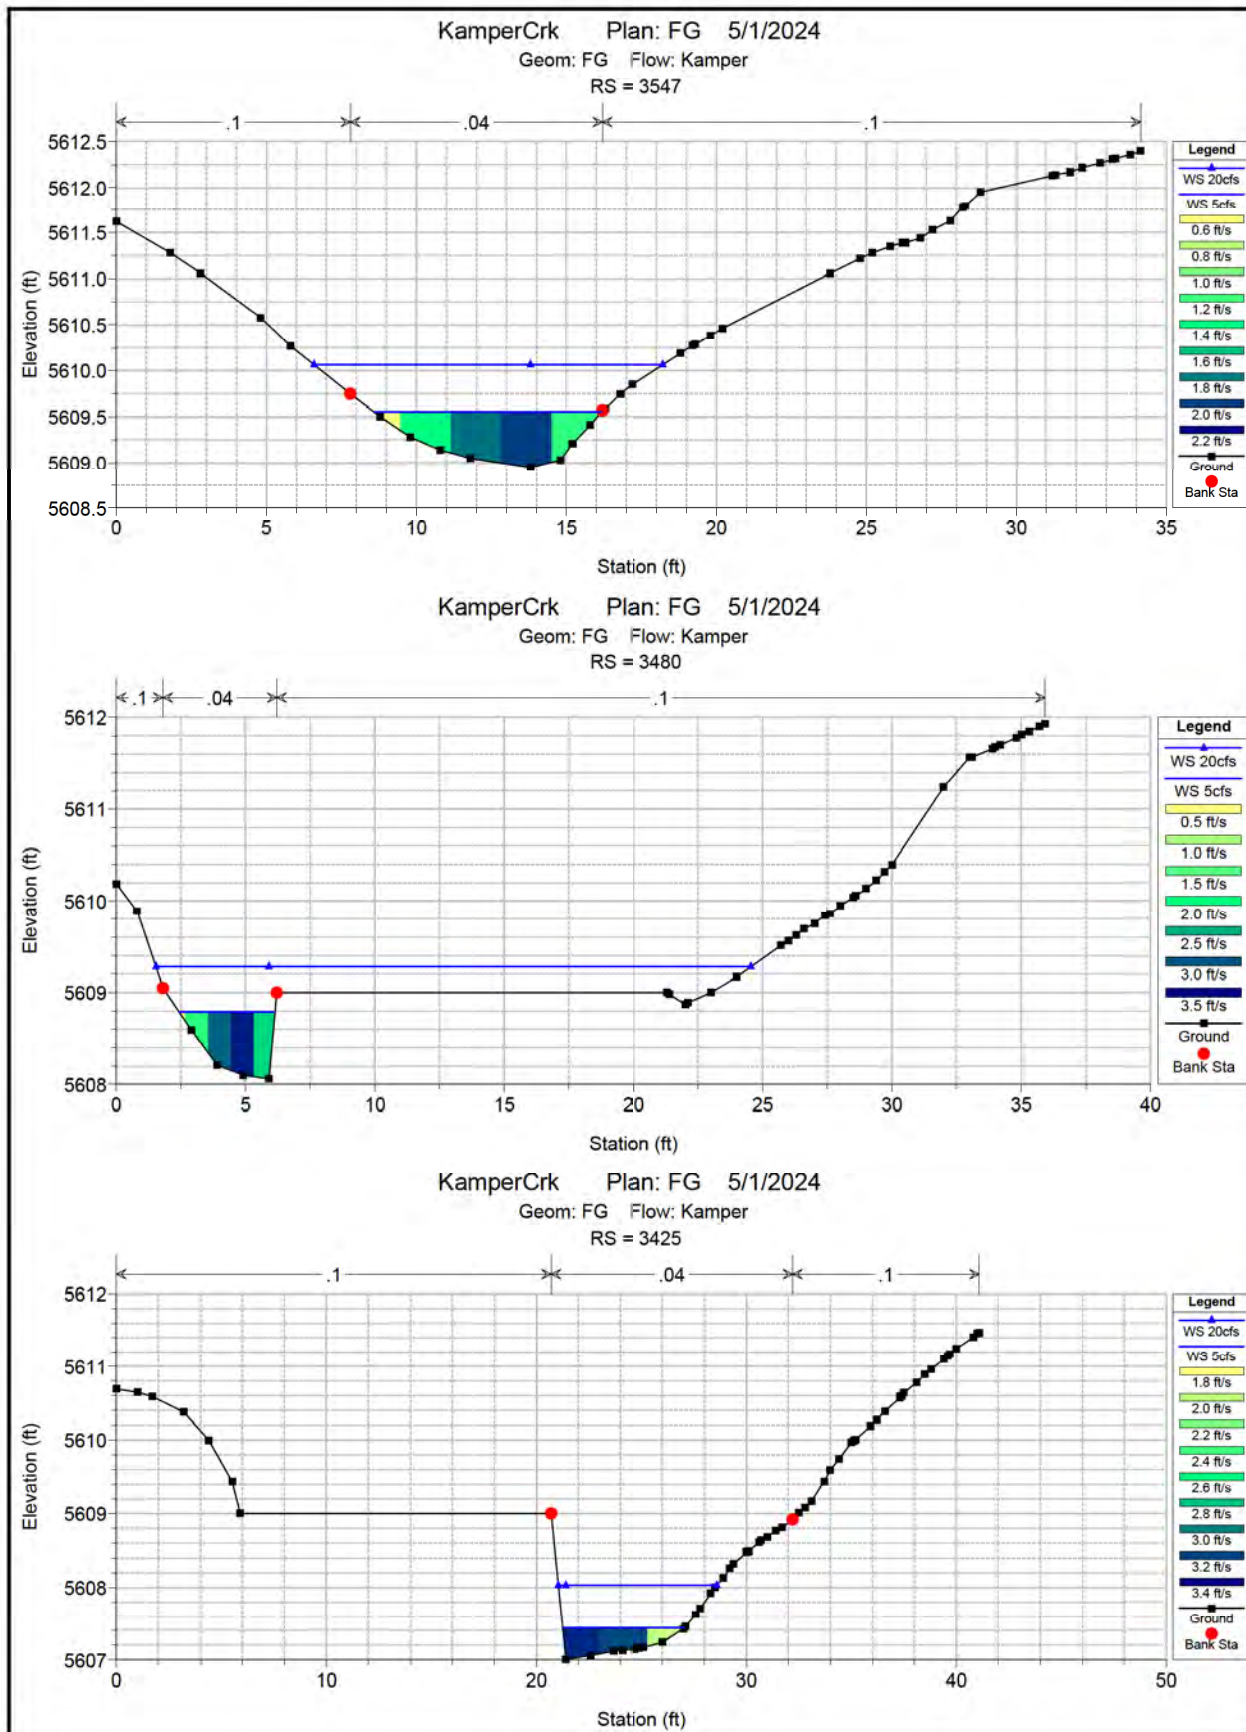 KamperCrk Plan: FG 5/1/2024
Geom: FG Flow: Kamper
RS = 3547
.1 .04 .1
5612.5
5612.0
5611.5
5611.0
5610.5
5610.0
5609.5
5609.0
5608.5
Elevation (ft)
0 5 10 15 20 25 30 35
Station (ft)
Legend
WS 20cfs
WS 5cfs
0.6 ft/s
0.8 ft/s
1.0 ft/s
1.2 ft/s
1.4 ft/s
1.6 ft/s
1.8 ft/s
2.0 ft/s
2.2 ft/s
Ground
Bank Sta
KamperCrk Plan: FG 5/1/2024
Geom: FG Flow: Kamper
RS = 3480
.1 .04 .1
5612
5611
5610
5609
5608
Elevation (ft)
0 5 10 15 20 25 30 35 40
Station (ft)
Legend
WS 20cfs
WS 5cfs
0.5 ft/s
1.0 ft/s
1.5 ft/s
2.0 ft/s
2.5 ft/s
3.0 ft/s
3.5 ft/s
Ground
Bank Sta
KamperCrk Plan: FG 5/1/2024
Geom: FG Flow: Kamper
RS = 3425
.1 .04 .1
5612
5611
5610
5609
5608
5607
Elevation (ft)
0 10 20 30 40 50
Station (ft)
Legend
WS 20cfs
WS 5cfs
1.8 ft/s
2.0 ft/s
2.2 ft/s
2.4 ft/s
2.6 ft/s
2.8 ft/s
3.0 ft/s
3.2 ft/s
3.4 ft/s
Ground
Bank Sta